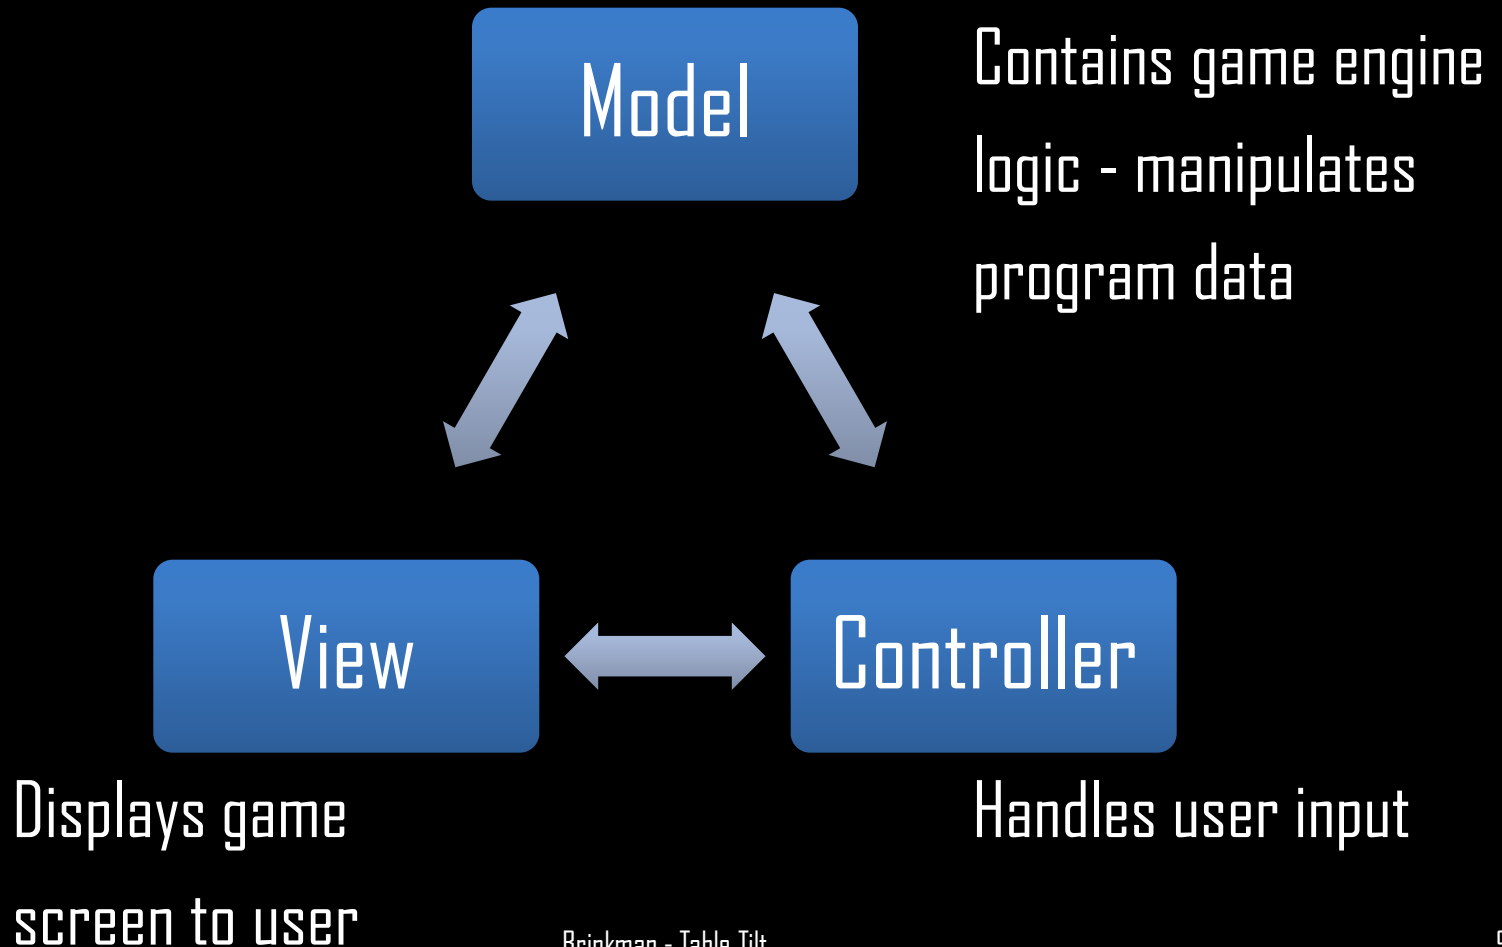 Model
Contains game engine
logic - manipulates
program data
View
Controller
Displays game
screen to user
Handles user input
Brinkman - Table Tilt